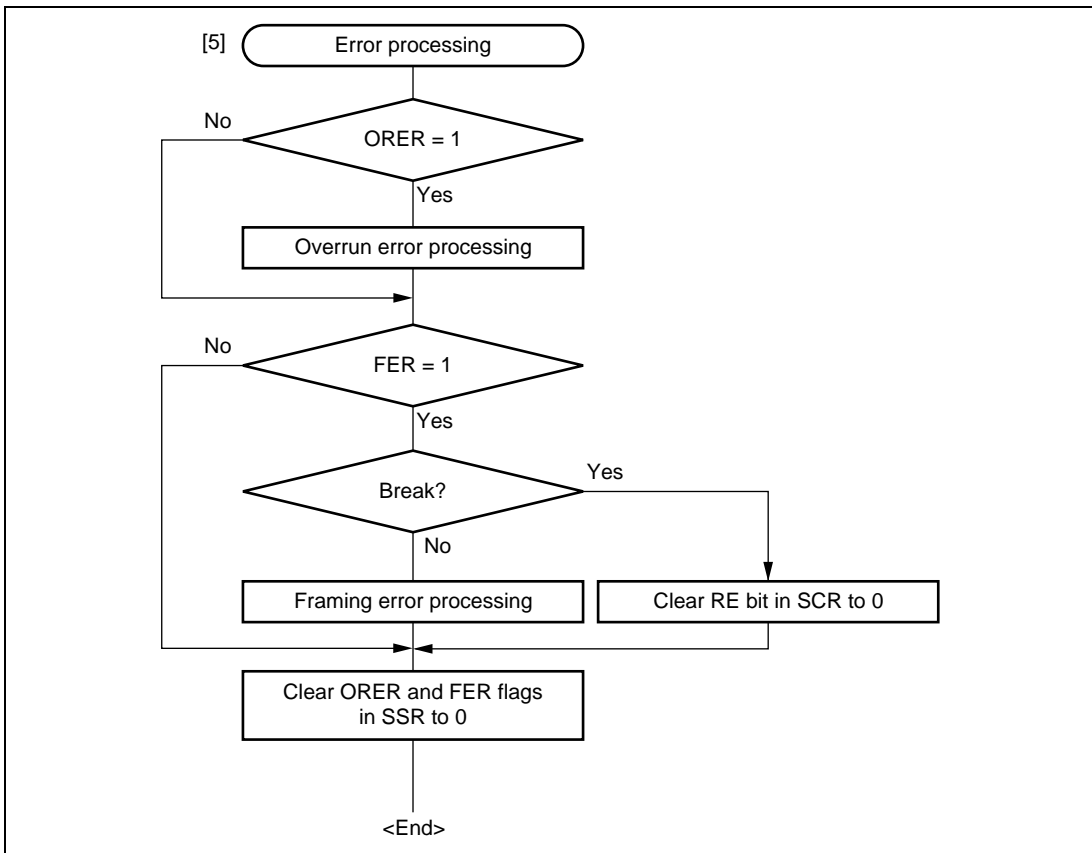 [5] Error processing
No
ORER = 1
Yes
Overrun error processing
No
FER = 1
Yes
Yes
Break?
No
Framing error processing
Clear RE bit in SCR to 0
Clear ORER and FER flags
in SSR to 0
<End>